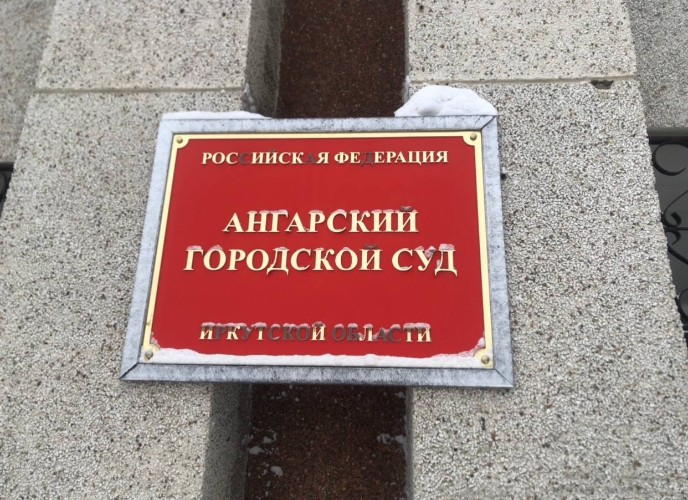 РОССИЙСКАЯ ФЕДЕРАЦИЯ
АНГАРСКИЙ
ГОРОДСКОЙ СУД
ИРКУТСКОЙ ОБЛАСТИ